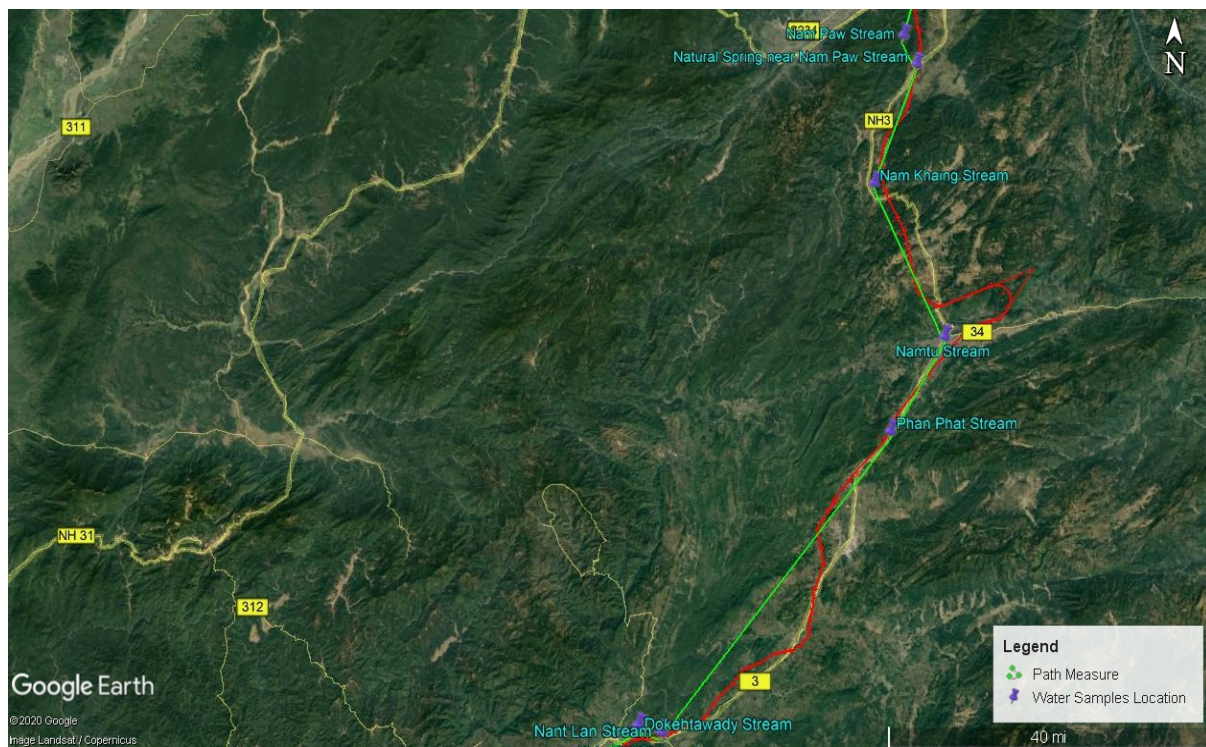 Nam Paw Stream
Natural Spring near Nam Paw Stream
311
NH3
Nam Khaing Stream
34
Namtu Stream
Phan Phat Stream
NH 31
312
3
Nant Lan Stream
Dokehtawady Stream
Legend
Path Measure
Water Samples Location
N
Google Earth
©2020 Google
Image Landsat / Copernicus
40 mi